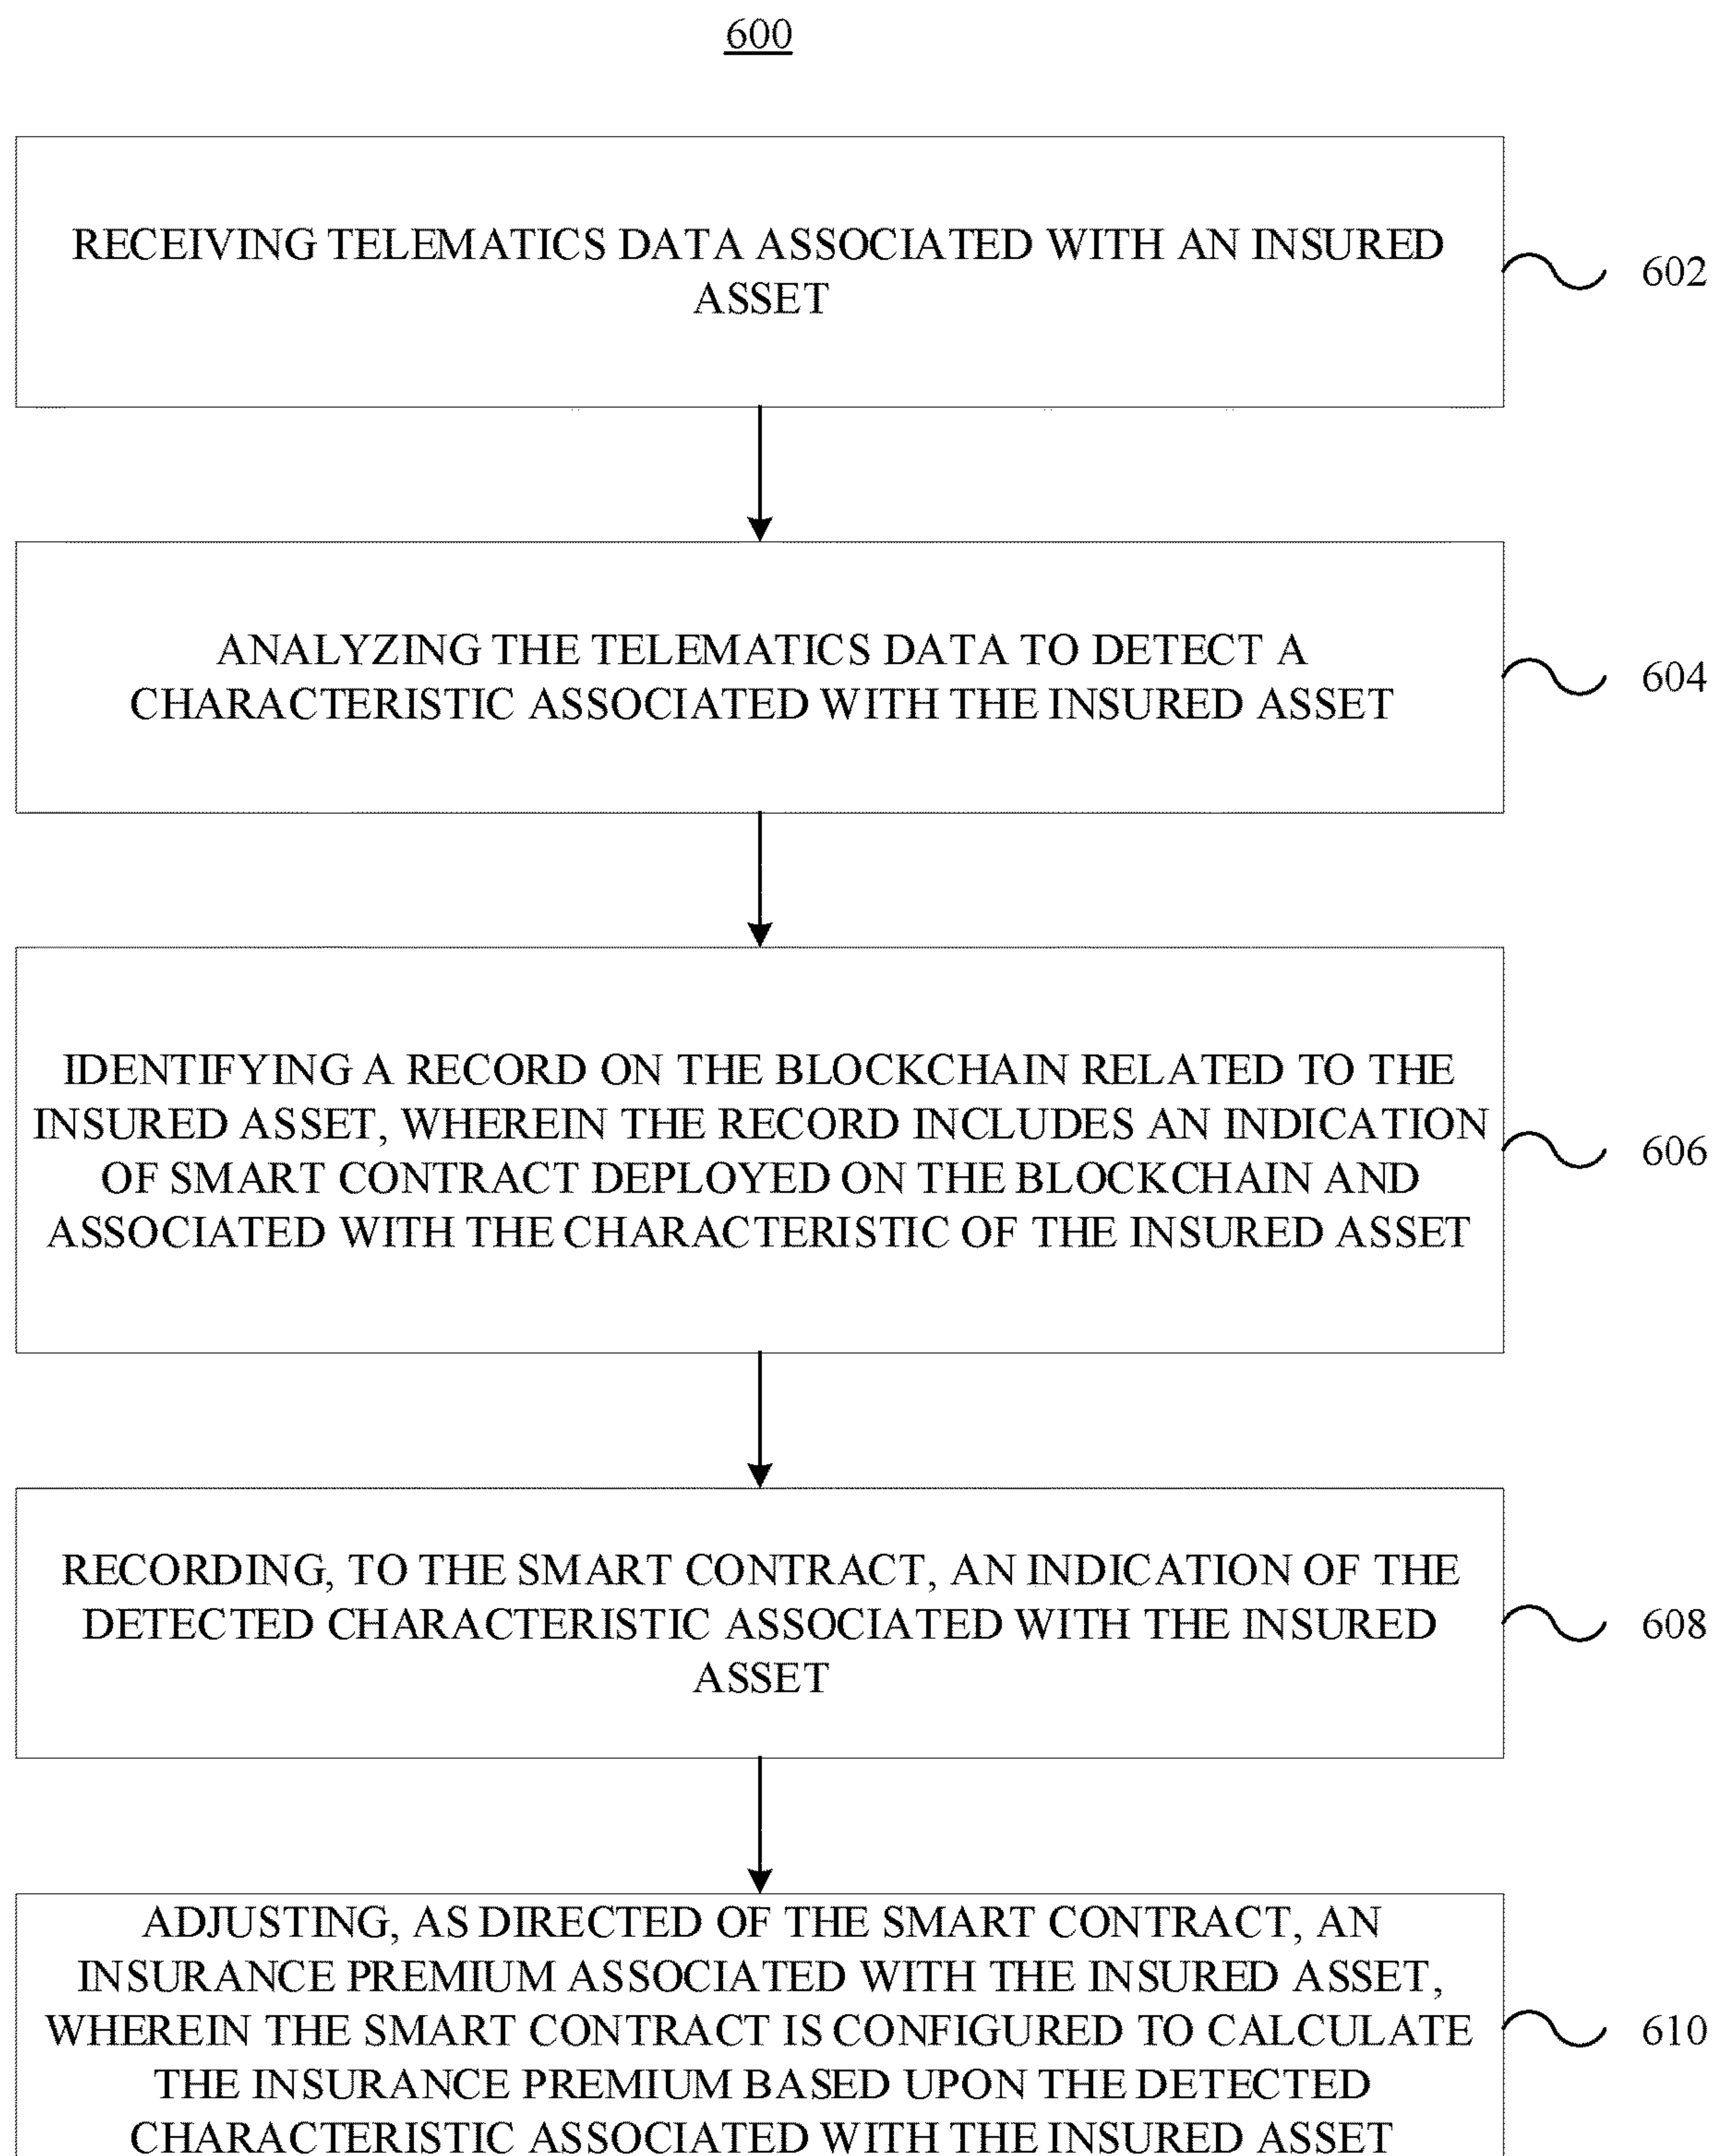 600
RECEIVING TELEMATICS DATA ASSOCIATED WITH AN INSURED
ASSET
602
ANALYZING THE TELEMATICS DATA TO DETECT A
CHARACTERISTIC ASSOCIATED WITH THE INSURED ASSET
604
IDENTIFYING A RECORD ON THE BLOCKCHAIN RELATED TO THE
INSURED ASSET, WHEREIN THE RECORD INCLUDES AN INDICATION
OF SMART CONTRACT DEPLOYED ON THE BLOCKCHAIN AND
ASSOCIATED WITH THE CHARACTERISTIC OF THE INSURED ASSET
606
RECORDING, TO THE SMART CONTRACT, AN INDICATION OF THE
DETECTED CHARACTERISTIC ASSOCIATED WITH THE INSURED
ASSET
608
ADJUSTING, AS DIRECTED OF THE SMART CONTRACT, AN
INSURANCE PREMIUM ASSOCIATED WITH THE INSURED ASSET,
WHEREIN THE SMART CONTRACT IS CONFIGURED TO CALCULATE
THE INSURANCE PREMIUM BASED UPON THE DETECTED
CHARACTERISTIC ASSOCIATED WITH THE INSURED ASSET
610